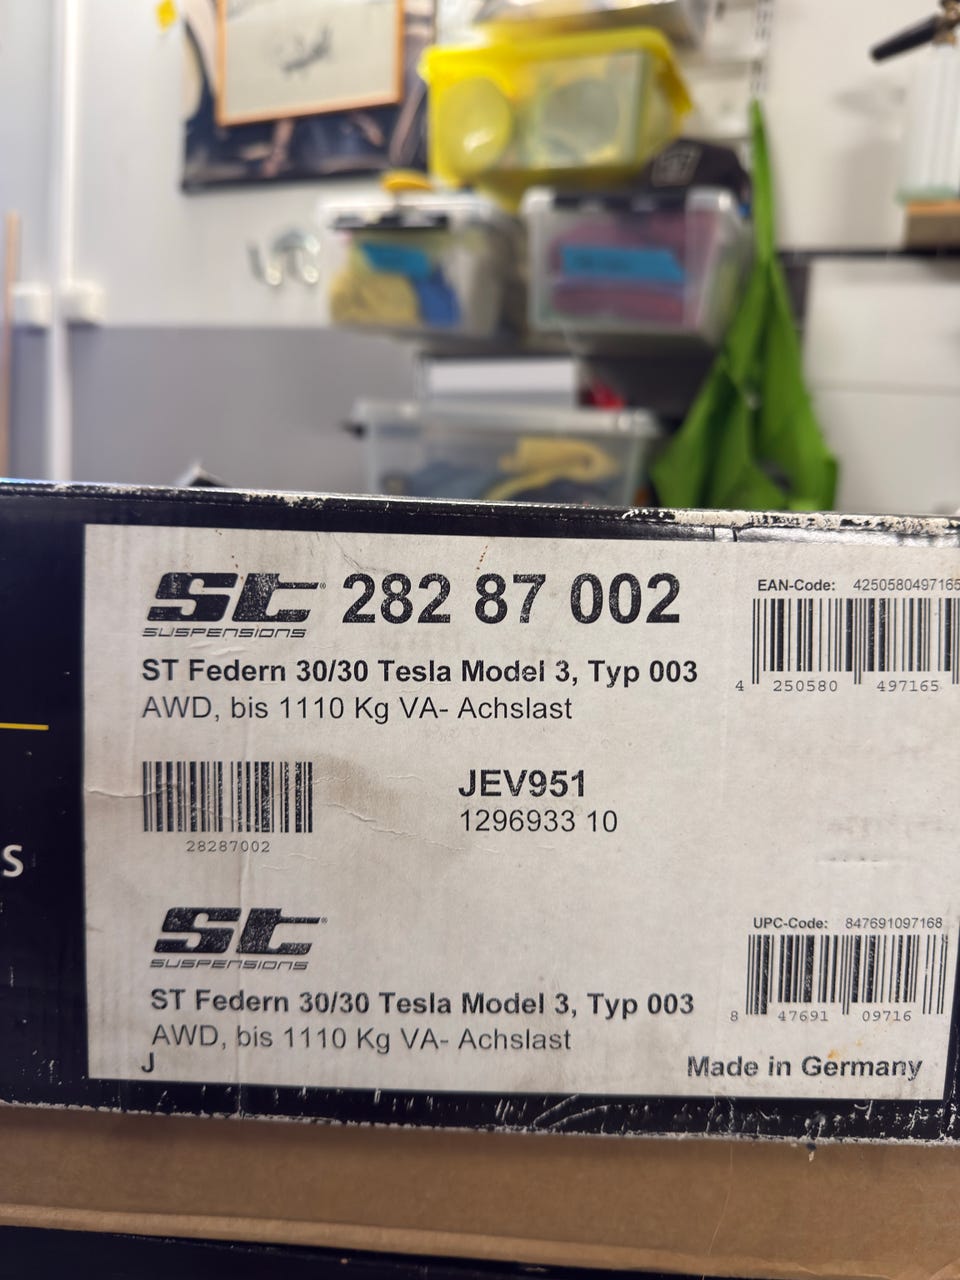 st® 282 87 002
SUSPENSIONS
EAN-Code: 4250580497165
ST Federn 30/30 Tesla Model 3, Typ 003
AWD, bis 1110 Kg VA- Achslast
4 250580 497165
JEV951
1296933 10
28287002
S
st®
SUSPENSIONS
UPC-Code: 847691097168
8 47691 09716
ST Federn 30/30 Tesla Model 3, Typ 003
AWD, bis 1110 Kg VA- Achslast
J
Made in Germany